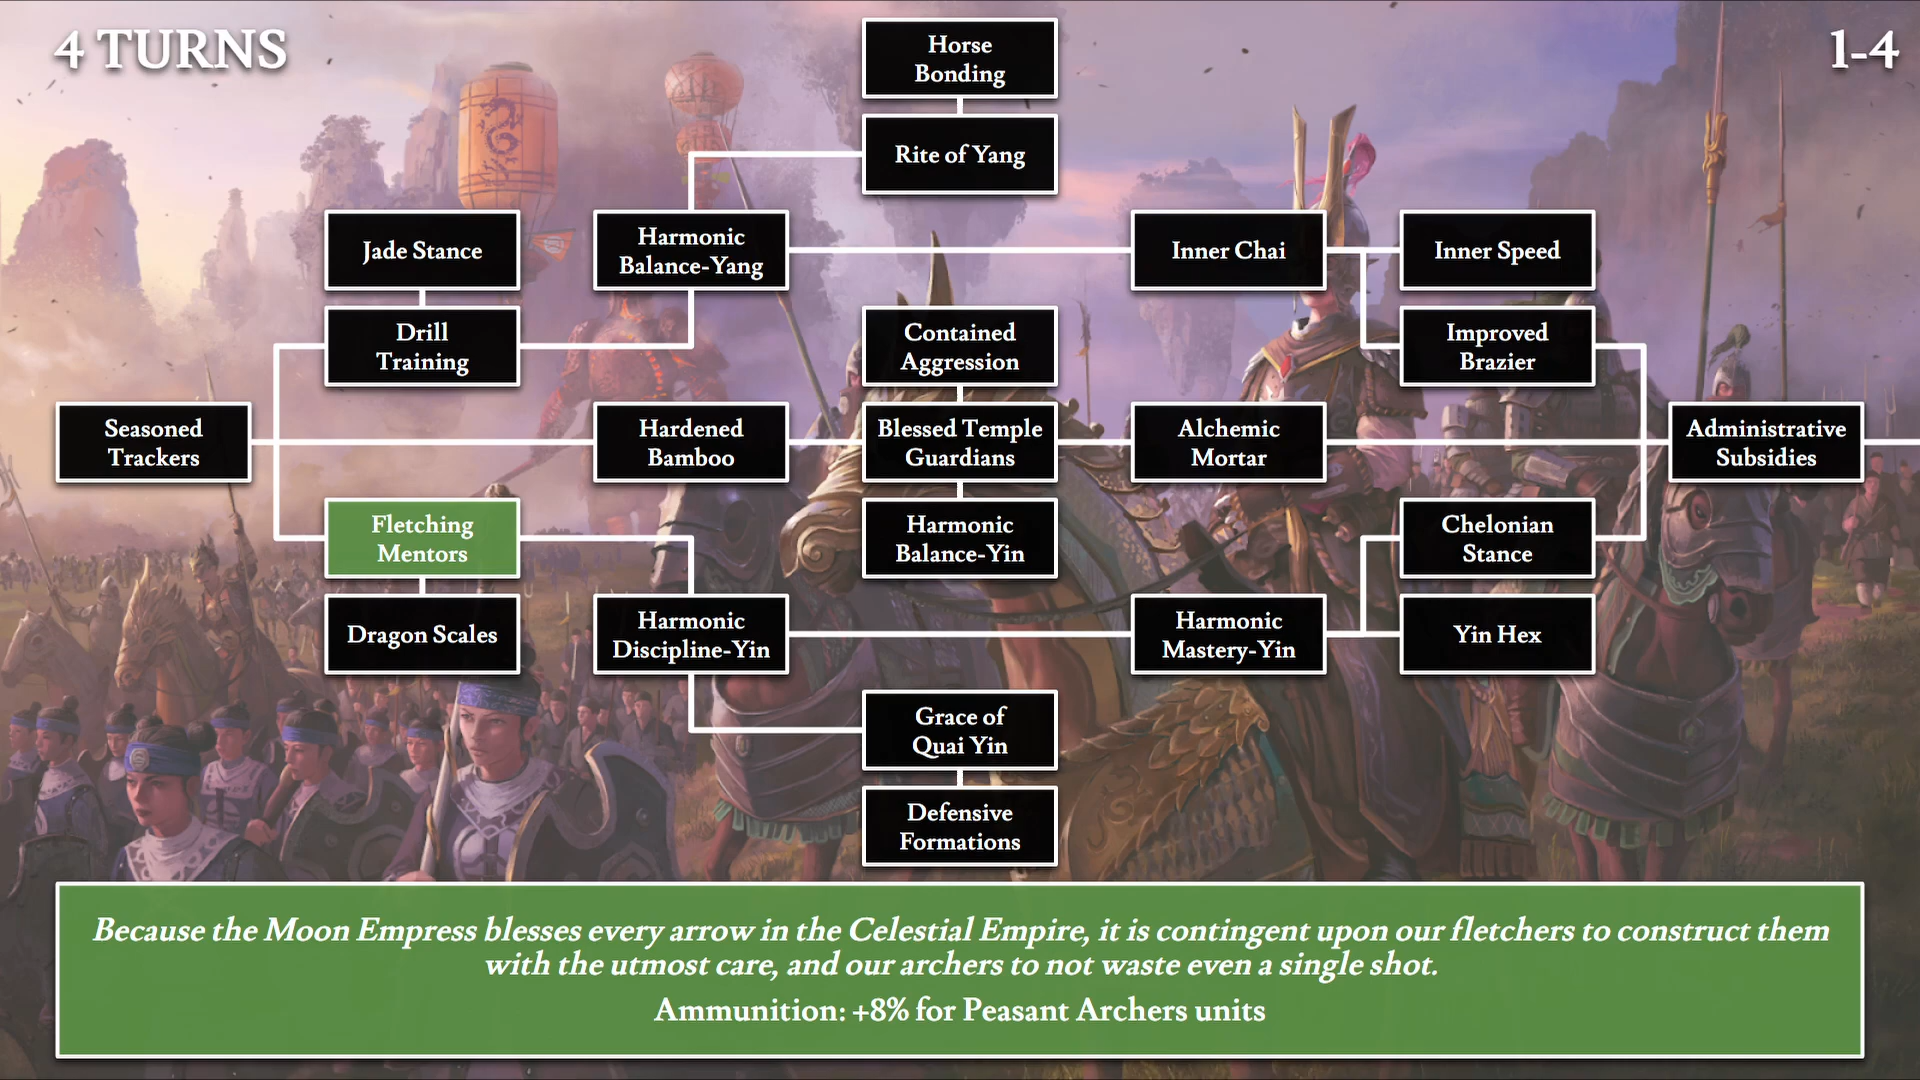 4 TURNS
1-4
Horse
Bonding
Rite of Yang
Jade Stance
Harmonic
Balance-Yang
Inner Chai
Inner Speed
Drill
Training
Contained
Aggression
Improved
Brazier
Seasoned
Trackers
Hardened
Bamboo
Blessed Temple
Guardians
Alchemic
Mortar
Administrative
Subsidies
Fletching
Mentors
Harmonic
Balance-Yin
Chelonian
Stance
Dragon Scales
Harmonic
Discipline-Yin
Harmonic
Mastery-Yin
Yin Hex
Grace of
Quai Yin
Defensive
Formations
Because the Moon Empress blesses every arrow in the Celestial Empire, it is contingent upon our fletchers to construct them
with the utmost care, and our archers to not waste even a single shot.
Ammunition: +8% for Peasant Archers units